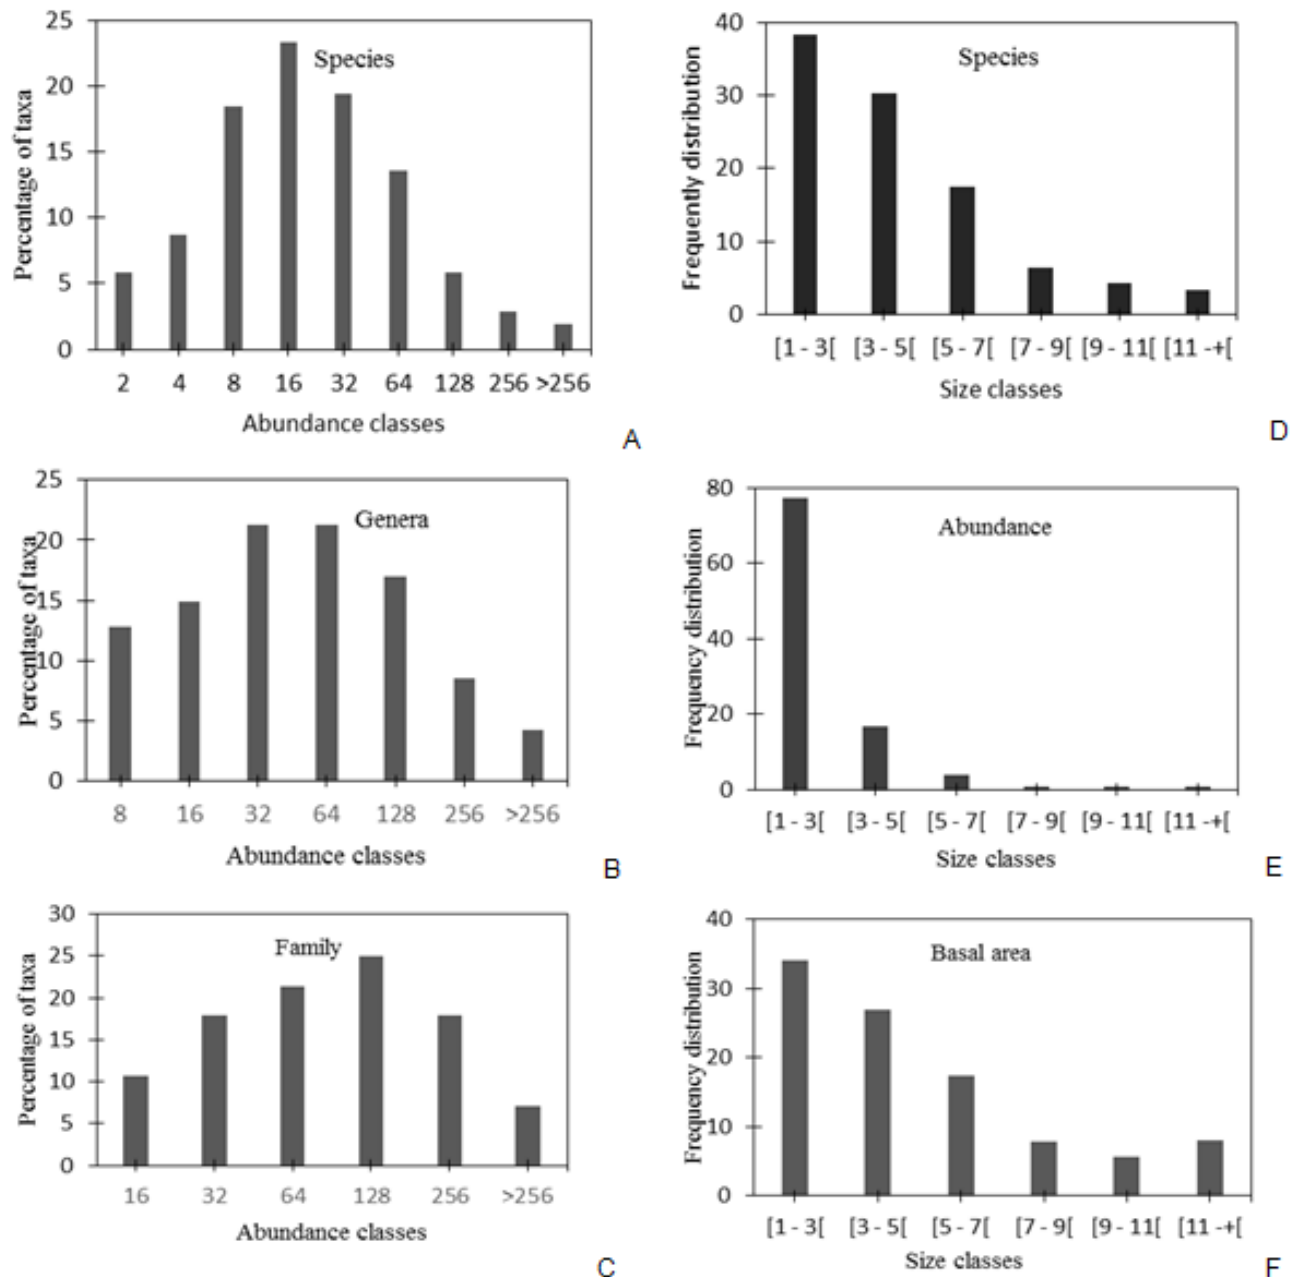 25
20
15
10
5
0
Percentage of taxa
Species
2 4 8 16 32 64 128 256 >256
Abundance classes
A
40
30
20
10
0
Frequently distribution
Species
[1 - 3[ [3 - 5[ [5 - 7[ [7 - 9[ [9 - 11[ [11 -+[
Size classes
D
25
20
15
10
5
0
Percentage of taxa
Genera
8 16 32 64 128 256 >256
Abundance classes
B
80
60
40
20
0
Frequency distribution
Abundance
[1 - 3[ [3 - 5[ [5 - 7[ [7 - 9[ [9 - 11[ [11 -+[
Size classes
E
30
25
20
15
10
5
0
Percentage of taxa
Family
16 32 64 128 256 >256
Abundance classes
C
40
30
20
10
0
Frequency distribution
Basal area
[1 - 3[ [3 - 5[ [5 - 7[ [7 - 9[ [9 - 11[ [11 -+[
Size classes
F